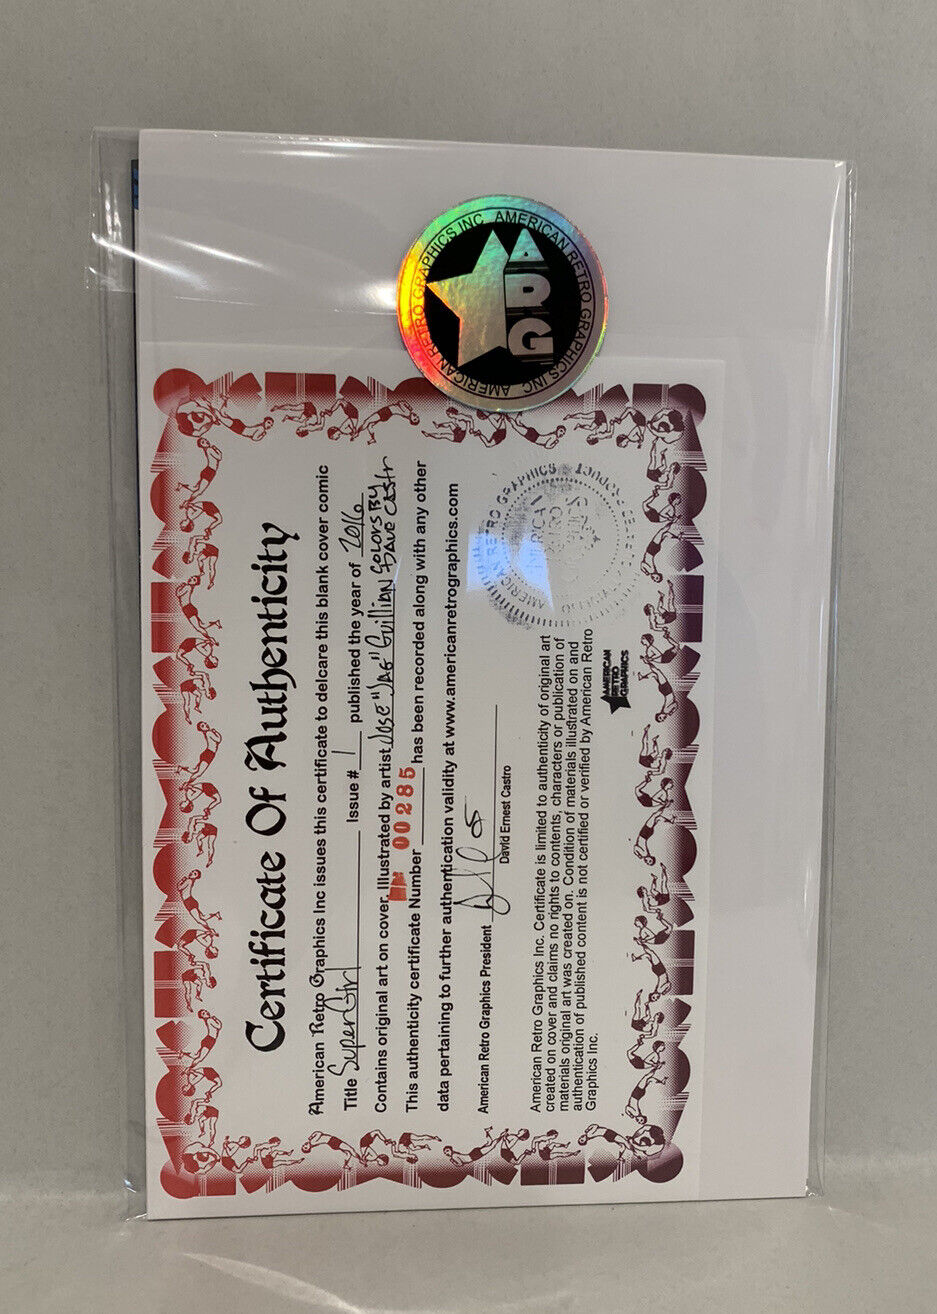 AMERICAN RETRO GRAPHICS INC AMERICAN RETRO GRAPHICS INC
ARG
Certificate Of Authenticity
American Retro Graphics Inc issues this certificate to delcare this blank cover comic
Title SuperGirl Issue # 1 published the year of 2016
Contains original art on cover. Illustrated by artist Jose "Jag" Guillian Colors By Dave Castr
This authenticity certificate Number 00285 has been recorded along with any other
data pertaining to further authentication validity at www.americanretrographics.com
American Retro Graphics President
David Ernest Castro
American Retro Graphics Inc. Certificate is limited to authenticity of original art
created on cover and claims no rights to contents, characters or publication of
materials original art was created on. Condition of materials illustrated on and
authentication of published content is not certified or verified by American Retro
Graphics Inc.
AMERICAN
RETRO
GRAPHICS